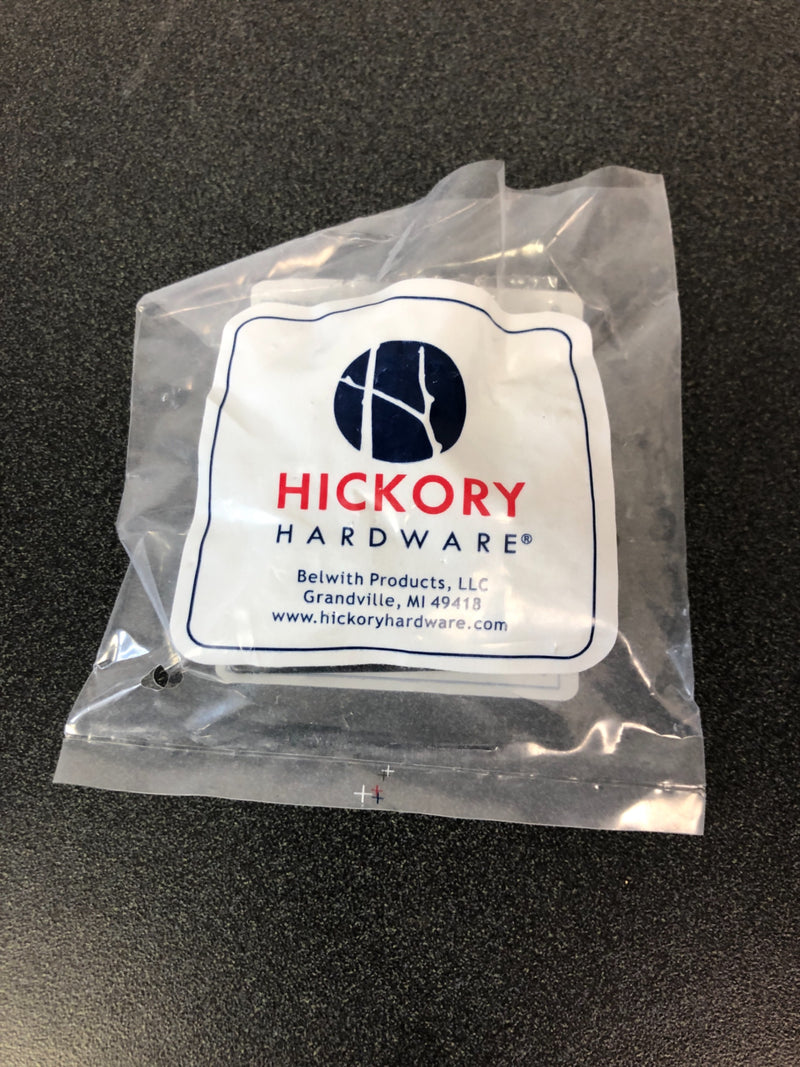 HICKORY
HARDWARE®
Belwith Products, LLC
Grandville, MI 49418
www.hickoryhardware.com